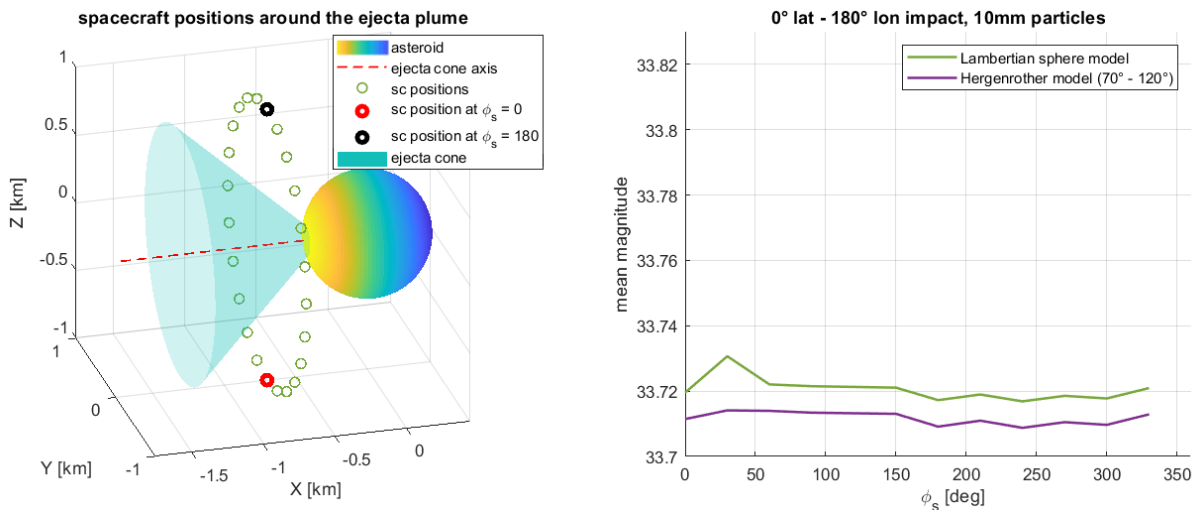 spacecraft positions around the ejecta plume
1
0.5
0
-0.5
-1
Z [km]
asteroid
ejecta cone axis
sc positions
sc position at ϕs = 0
sc position at ϕs = 180
ejecta cone
1
0
-1
Y [km]
-1.5
-1
-0.5
0
X [km]
0° lat - 180° lon impact, 10mm particles
33.82
33.8
33.78
33.76
33.74
33.72
33.7
mean magnitude
Lambertian sphere model
Hergenrother model (70° - 120°)
0 50 100 150 200 250 300 350
ϕs [deg]